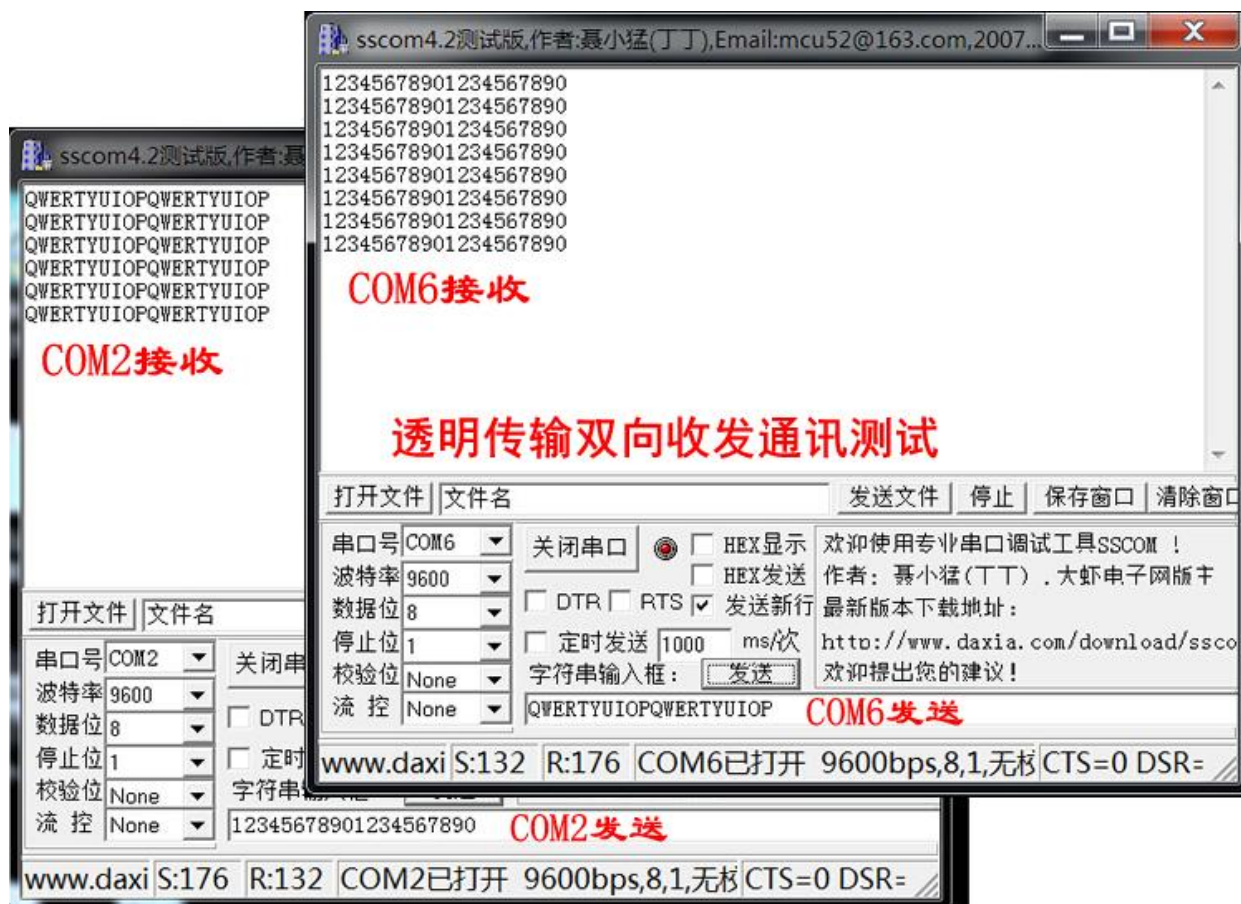 sscom4.2测试版,作者:聂小猛(丁丁),Email:mcu52@163.com,2007...
12345678901234567890
12345678901234567890
12345678901234567890
12345678901234567890
12345678901234567890
12345678901234567890
12345678901234567890
12345678901234567890
COM6接收
透明传输双向收发通讯测试
打开文件 文件名 发送文件 停止 保存窗口 清除窗口
串口号 COM6 关闭串口 HEX显示 欢迎使用专业串口调试工具SSCOM !
波特率 9600 HEX发送 作者: 聂小猛(丁丁) .大虾电子网版主
数据位 8 DTR RTS 发送新行 最新版本下载地址:
停止位 1 定时发送 1000 ms/次 http://www.daxia.com/download/ssco
校验位 None 字符串输入框: 发送 欢迎提出您的建议!
流 控 None QWERTYUIOPQWERTYUIOP COM6发送
www.daxi S:132 R:176 COM6已打开 9600bps,8,1,无校 CTS=0 DSR=
sscom4.2测试版,作者:聂
QWERTYUIOPQWERTYUIOP
QWERTYUIOPQWERTYUIOP
QWERTYUIOPQWERTYUIOP
QWERTYUIOPQWERTYUIOP
QWERTYUIOPQWERTYUIOP
QWERTYUIOPQWERTYUIOP
COM2接收
打开文件 文件名
串口号 COM2 关闭串
波特率 9600
数据位 8 DTR
停止位 1 定时
校验位 None 字符串
流 控 None 12345678901234567890 COM2发送
www.daxi S:176 R:132 COM2已打开 9600bps,8,1,无校 CTS=0 DSR=